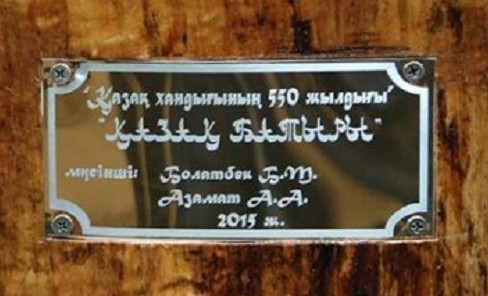 "Қазақ хандығының 550 жылдығы"
"ҚАЗАҚ БАТЫРЫ"
мүсінші: Болатбек Б.Т.
Азамат А.А.
2015 ж.